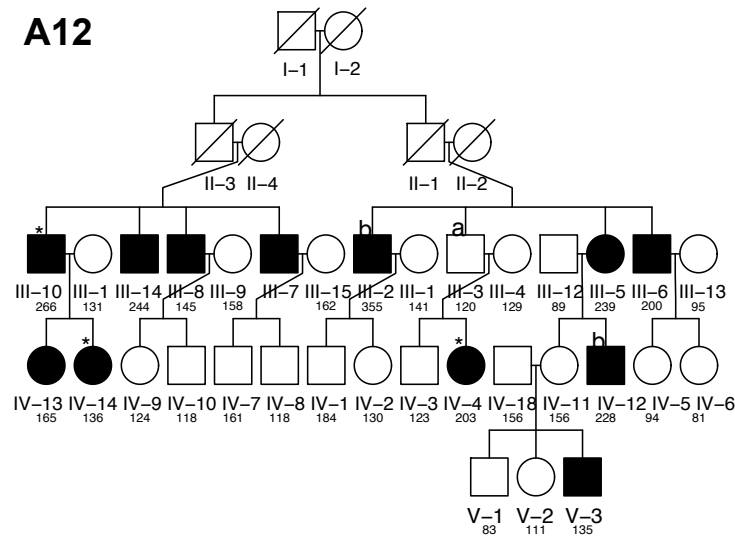 A12
I−1 I−2
II−3 II−4 II−1 II−2
* b a
III−10 III−1 III−14 III−8 III−9 III−7 III−15 III−2 III−1 III−3 III−4 III−12 III−5 III−6 III−13
266 131 244 145 158 162 355 141 120 129 89 239 200 95
* * b
IV−13 IV−14 IV−9 IV−10 IV−7 IV−8 IV−1 IV−2 IV−3 IV−4 IV−18 IV−11 IV−12 IV−5 IV−6
165 136 124 118 161 118 184 130 123 203 156 156 228 94 81
V−1 V−2 V−3
83 111 135